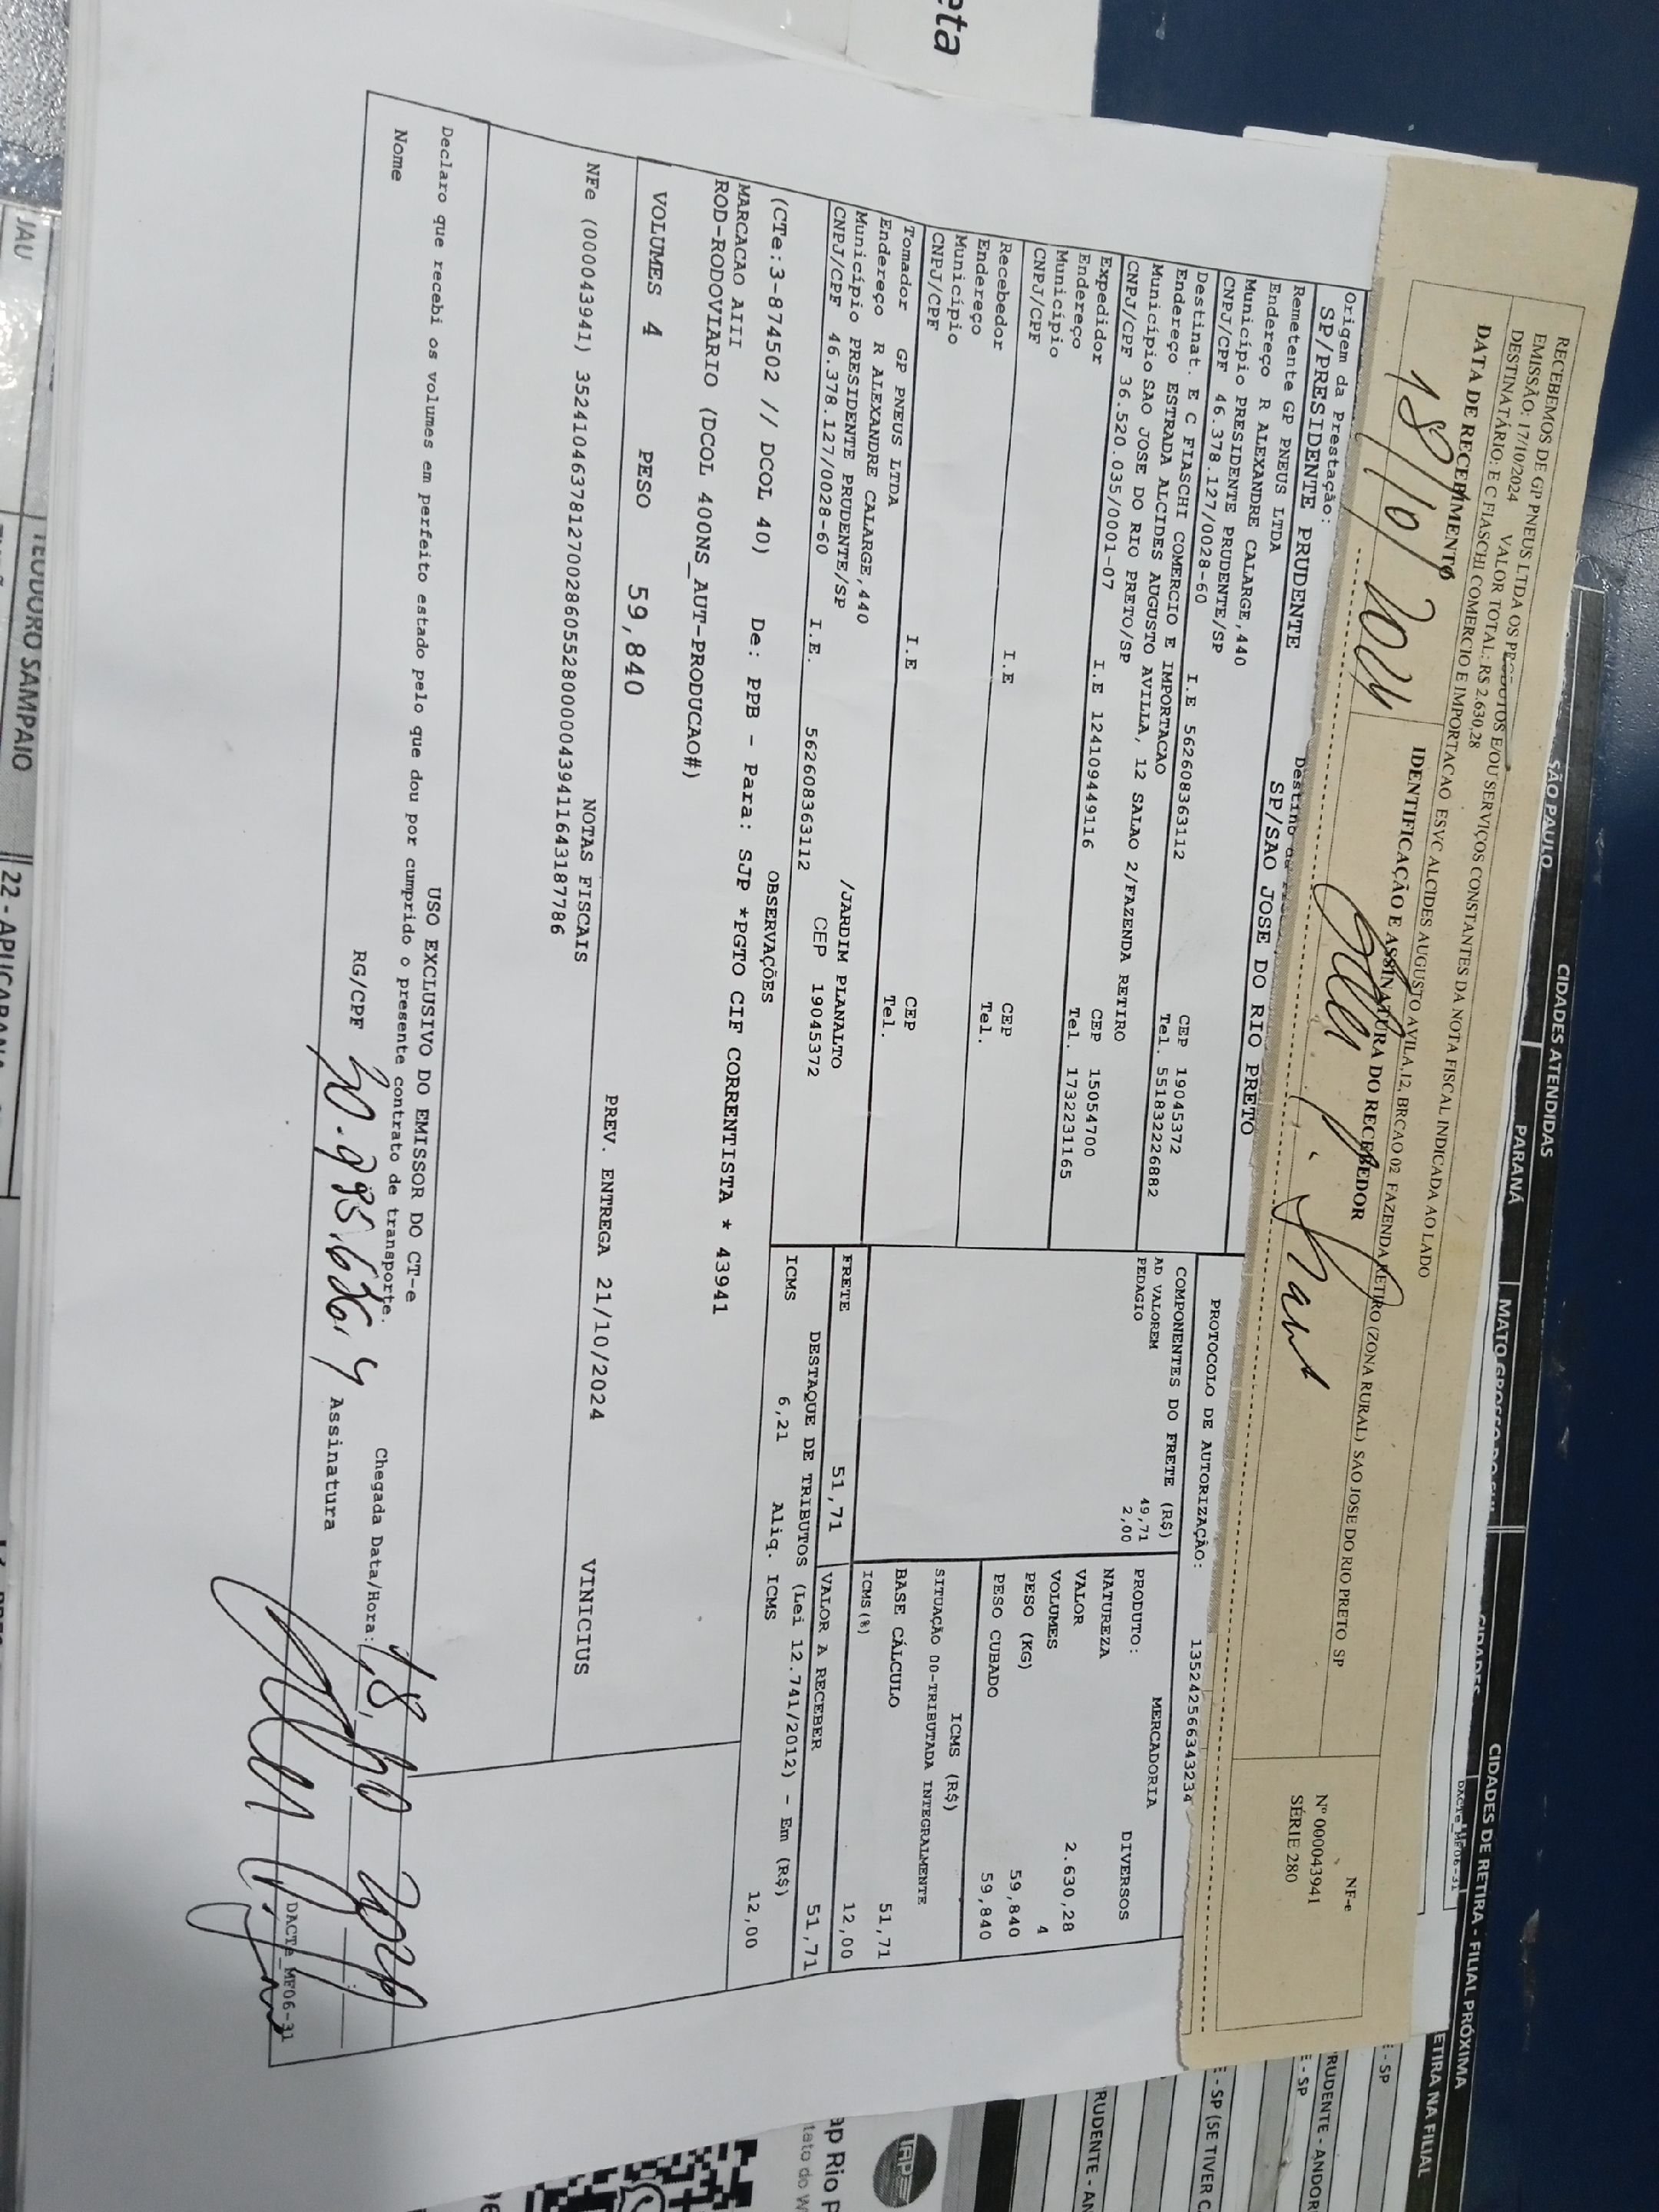 RECEBEMOS DE GP PNEUS LTDA OS PRODUTOS E/OU SERVIÇOS CONSTANTES DA NOTA FISCAL INDICADA AO LADO
EMISSÃO: 17/10/2024 VALOR TOTAL: R$ 2.630,28
DESTINATÁRIO: E C FIASCHI COMERCIO E IMPORTACAO ESVC ALCIDES AUGUSTO AVILA,12, BRCAO 02 FAZENDA RETIRO (ZONA RURAL) SAO JOSE DO RIO PRETO SP
DATA DE RECEBIMENTO
IDENTIFICAÇÃO E ASSINATURA DO RECEBEDOR
18/10/2024
NF-e
Nº 000043941
SÉRIE 280
Origem da Prestação:
SP/PRESIDENTE PRUDENTE
SP/SAO JOSE DO RIO PRETO
PROTOCOLO DE AUTORIZAÇÃO: 135242566343234
Remetente GP PNEUS LTDA
Endereço R ALEXANDRE CALARGE,440
Município PRESIDENTE PRUDENTE/SP CEP 19045372
CNPJ/CPF 46.378.127/0028-60 I.E 562608363112 Tel. 5518322226882
Destinat. E C FIASCHI COMERCIO E IMPORTACAO
Endereço ESTRADA ALCIDES AUGUSTO AVILLA, 12 SALAO 2/FAZENDA RETIRO
Município SAO JOSE DO RIO PRETO/SP CEP 15054700
CNPJ/CPF 36.520.035/0001-07 I.E 124109449116 Tel. 1732231165
Expedidor
Endereço
Município CEP
CNPJ/CPF I.E Tel.
Recebedor
Endereço
Município CEP
CNPJ/CPF I.E Tel.
Tomador GP PNEUS LTDA
Endereço R ALEXANDRE CALARGE,440 /JARDIM PLANALTO
Município PRESIDENTE PRUDENTE/SP CEP 19045372
CNPJ/CPF 46.378.127/0028-60 I.E. 562608363112
COMPONENTES DO FRETE (R$)
AD VALOREM 49,71
PEDAGIO 2,00
MERCADORIA
PRODUTO: DIVERSOS
NATUREZA
VALOR 2.630,28
VOLUMES 4
PESO (KG) 59,840
PESO CUBADO 59,840
ICMS (R$)
SITUAÇÃO 00-TRIBUTADA INTEGRALMENTE
BASE CÁLCULO 51,71
ICMS(%) 12,00
FRETE 51,71
VALOR A RECEBER 51,71
DESTAQUE DE TRIBUTOS (Lei 12.741/2012) - Em (R$)
ICMS 6,21 Aliq. ICMS 12,00
OBSERVAÇÕES
(CTe:3-874502 // DCOL 40) De: PPB - Para: SJP *PGTO CIF CORRENTISTA * 43941
MARCACAO AIII
ROD-RODOVIARIO (DCOL 400NS_AUT-PRODUCAO#)
VOLUMES 4 PESO 59,840 PREV. ENTREGA 21/10/2024 VINICIUS
NOTAS FISCAIS
NFe (000043941) 35241046378127002860552800000439411643187786
USO EXCLUSIVO DO EMISSOR DO CT-e
Declaro que recebi os volumes em perfeito estado pelo que dou por cumprido o presente contrato de transporte.
Chegada Data/Hora: 18/10/2024
Nome RG/CPF Assinatura
DACTe_MF06-31
CIDADES ATENDIDAS
SÃO PAULO
PARANÁ
CIDADES DE RETIRA - FILIAL PRÓXIMA
ETIRA NA FILIAL
RUDENTE - ANDOR
JAU
TEODORO SAMPAIO